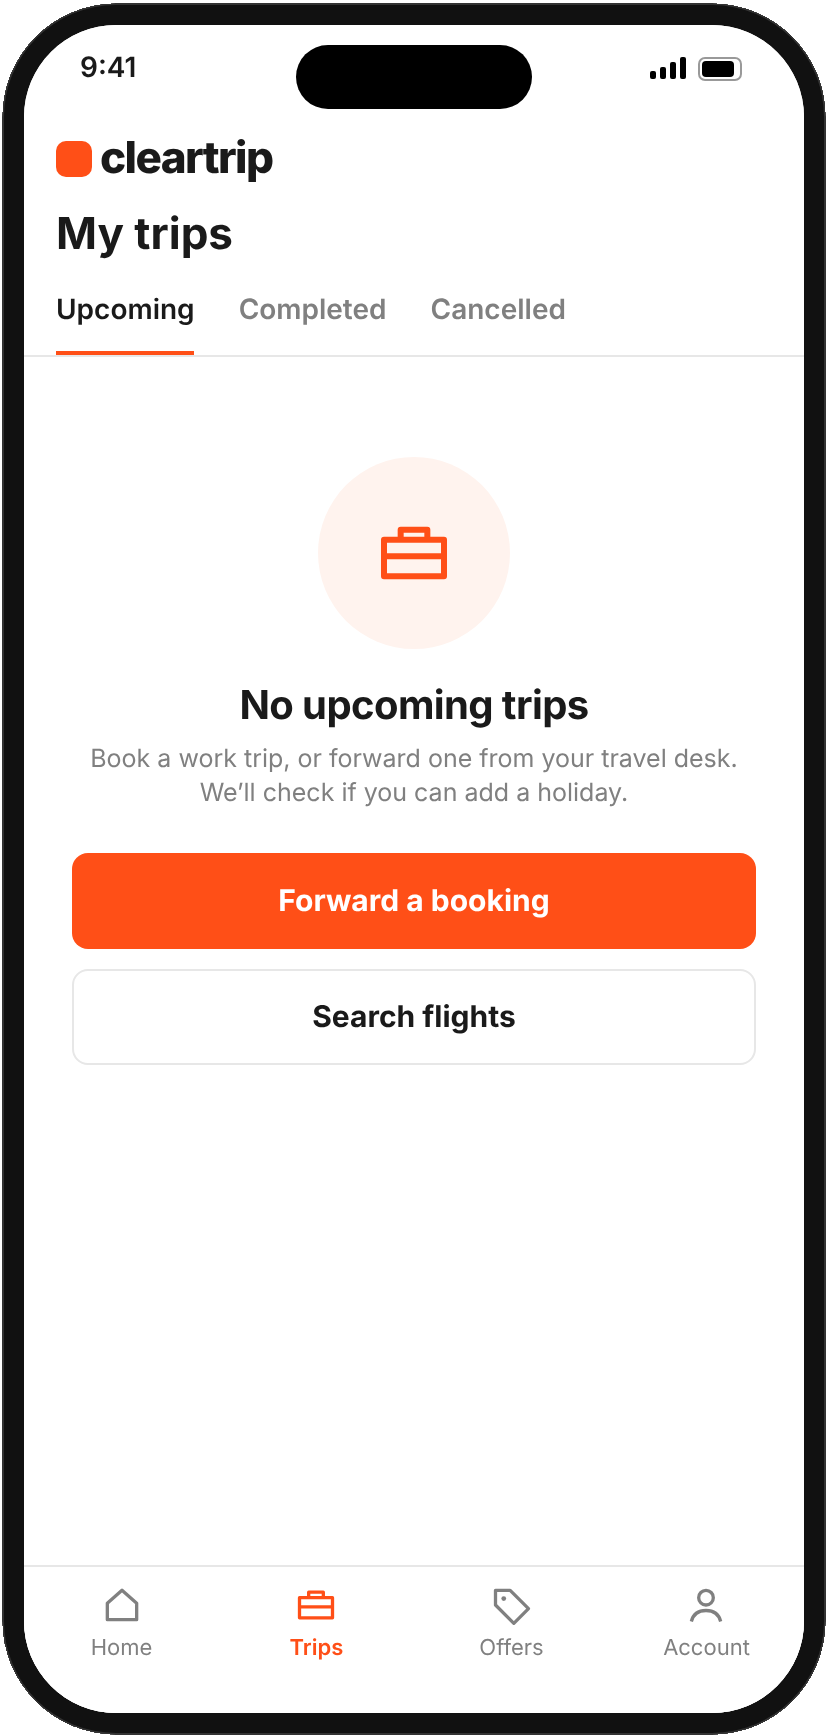 9:41
cleartrip
My trips
Upcoming Completed Cancelled
No upcoming trips
Book a work trip, or forward one from your travel desk.
We’ll check if you can add a holiday.
Forward a booking
Search flights
Home Trips Offers Account